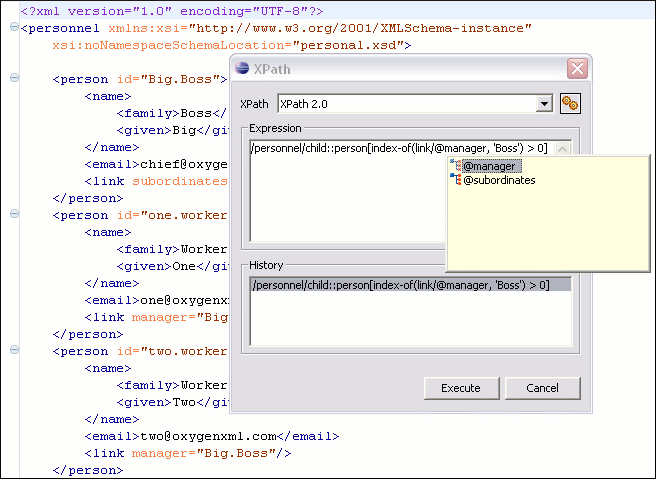 <?xml version="1.0" encoding="UTF-8"?>
<personnel xmlns:xsi="http://www.w3.org/2001/XMLSchema-instance"
xsi:noNamespaceSchemaLocation="personal.xsd">
<person id="Big.Boss">
<name>
<family>Boss</
<given>Big</giv
</name>
<email>chief@oxygen
<link subordinates
</person>
<person id="one.worker
<name>
<family>Worker
<given>One</giv
</name>
<email>one@oxygenxm
<link manager="Big
</person>
<person id="two.worker
<name>
<family>Worker
<given>Two</giv
</name>
<email>two@oxygenxml.com</email>
<link manager="Big.Boss"/>
</person>
XPath
XPath XPath 2.0
Expression
/personnel/child::person[index-of(link/@manager, 'Boss') > 0]
@manager
@subordinates
History
/personnel/child::person[index-of(link/@manager, 'Boss') > 0]
Execute Cancel